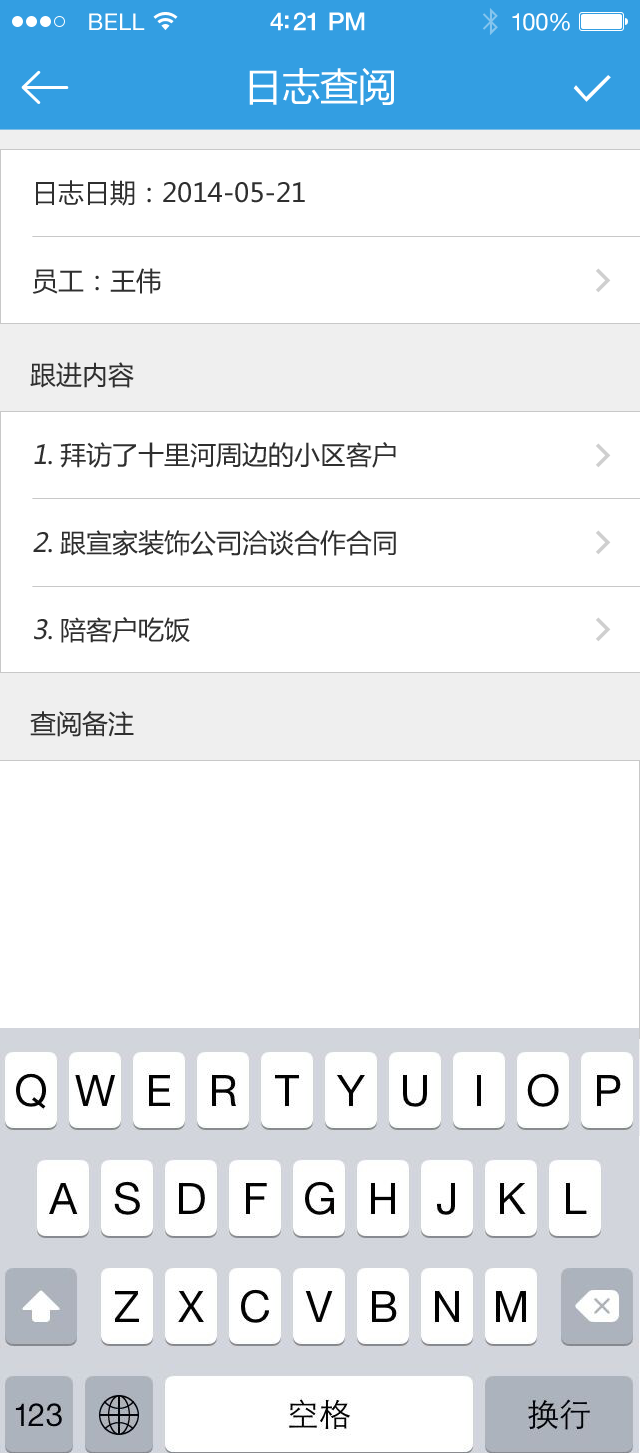 BELL 4:21 PM 100%
日志查阅
日志日期：2014-05-21
员工：王伟
跟进内容
1. 拜访了十里河周边的小区客户
2. 跟宣家装饰公司洽谈合作合同
3. 陪客户吃饭
查阅备注
Q W E R T Y U I O P
A S D F G H J K L
Z X C V B N M
123 空格 换行